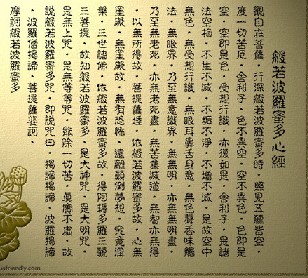 般若波羅蜜多心經
觀自在菩薩·行深般若波羅蜜多時·照見五蘊皆空·
度一切苦厄·舍利子·色不異空·空不異色·色即是
空·空即是色·受想行識·亦復如是·舍利子·是諸
法空相·不生不滅·不垢不淨·不增不減·是故空中
無色·無受想行識·無眼耳鼻舌身意·無色聲香味觸
法·無眼界·乃至無意識界·無無明·亦無無明盡·
乃至無老死·亦無老死盡·無苦集滅道·無智亦無得
以無所得故·菩提薩埵·依般若波羅蜜多故·心無
罣礙·無罣礙故·無有恐怖·遠離顛倒夢想·究竟涅
槃·三世諸佛·依般若波羅蜜多故·得阿耨多羅三藐
三菩提·故知般若波羅蜜多·是大神咒·是大明咒·
是無上咒·是無等等咒·能除一切苦·真實不虛·故
說般若波羅蜜多咒·即說咒曰·揭諦揭諦·波羅揭諦
·波羅僧揭諦·菩提薩婆訶·
摩訶般若波羅蜜多